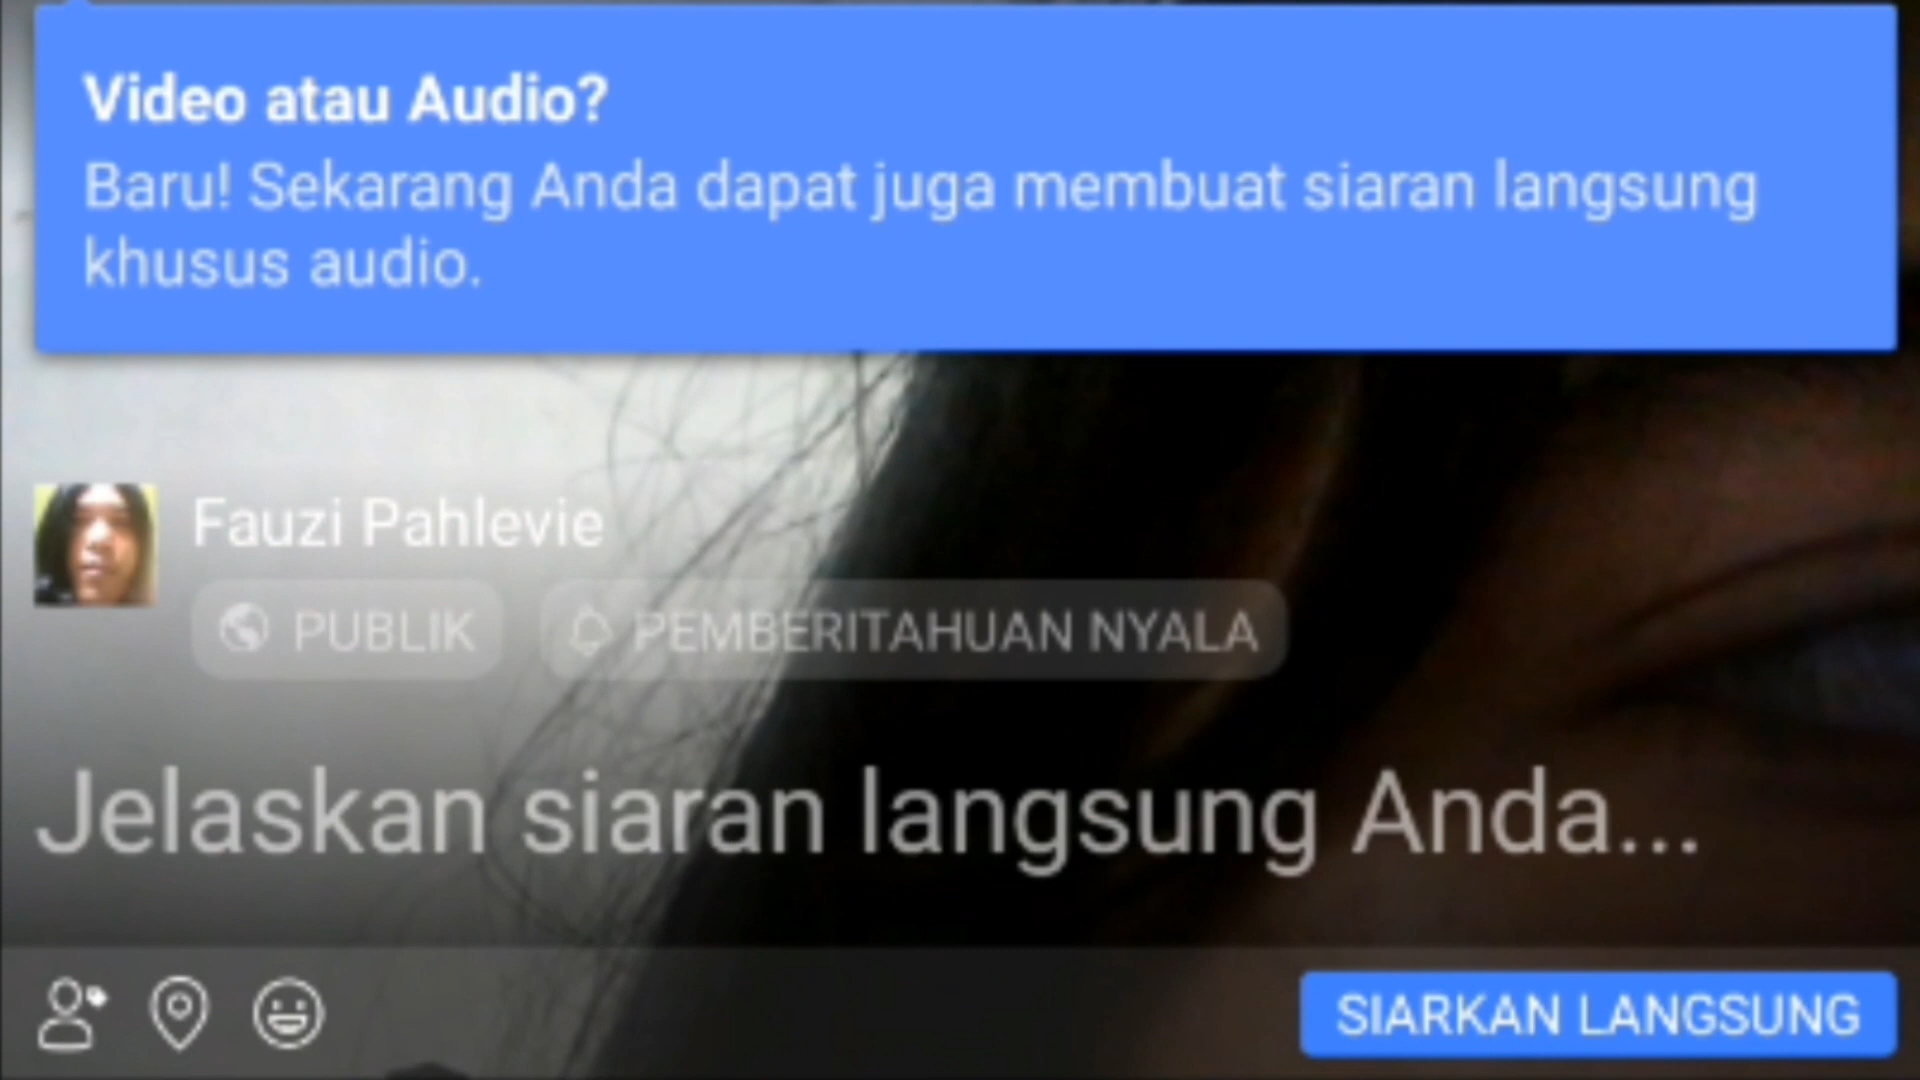 Video atau Audio?
Baru! Sekarang Anda dapat juga membuat siaran langsung
khusus audio.
Fauzi Pahlevie
PUBLIK PEMBERITAHUAN NYALA
Jelaskan siaran langsung Anda...
SIARKAN LANGSUNG